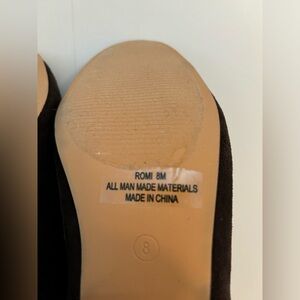 ROMI 8M
ALL MAN MADE MATERIALS
MADE IN CHINA
8